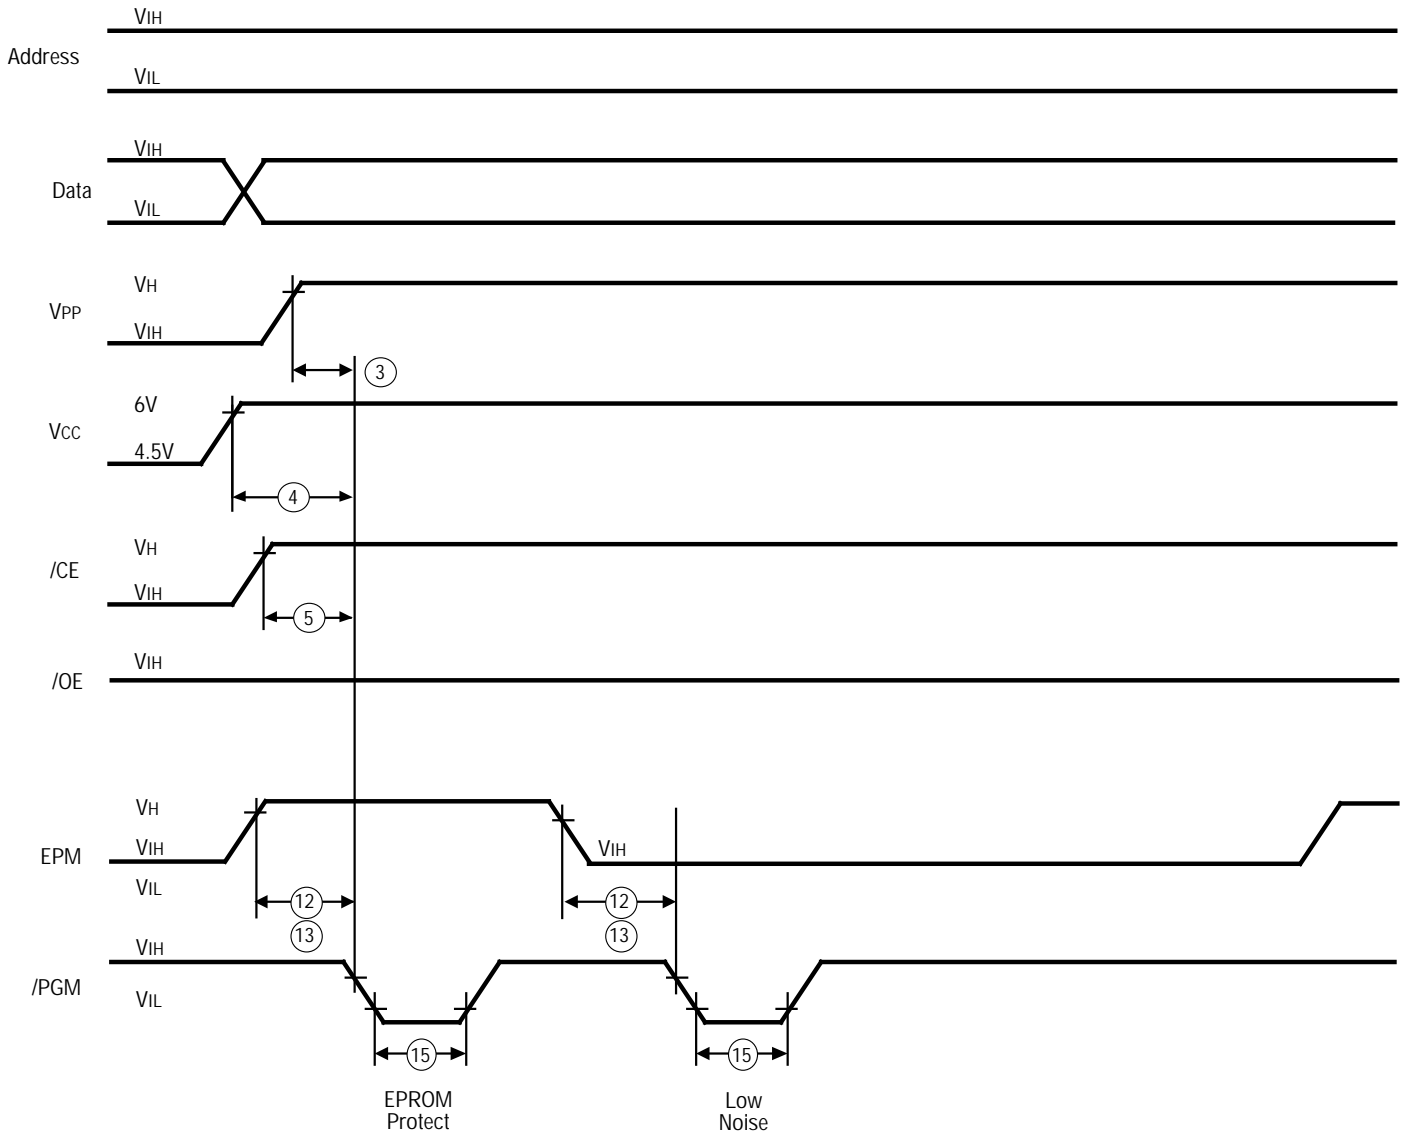 VIH
Address
VIL
VIH
Data
VIL
VH
VPP
VIH
3
6V
VCC
4.5V
4
VH
/CE
VIH
5
VIH
/OE
VH
EPM
VIH
VIH
VIL
12
12
13
13
VIH
/PGM
VIL
15
15
EPROM
Protect
Low
Noise